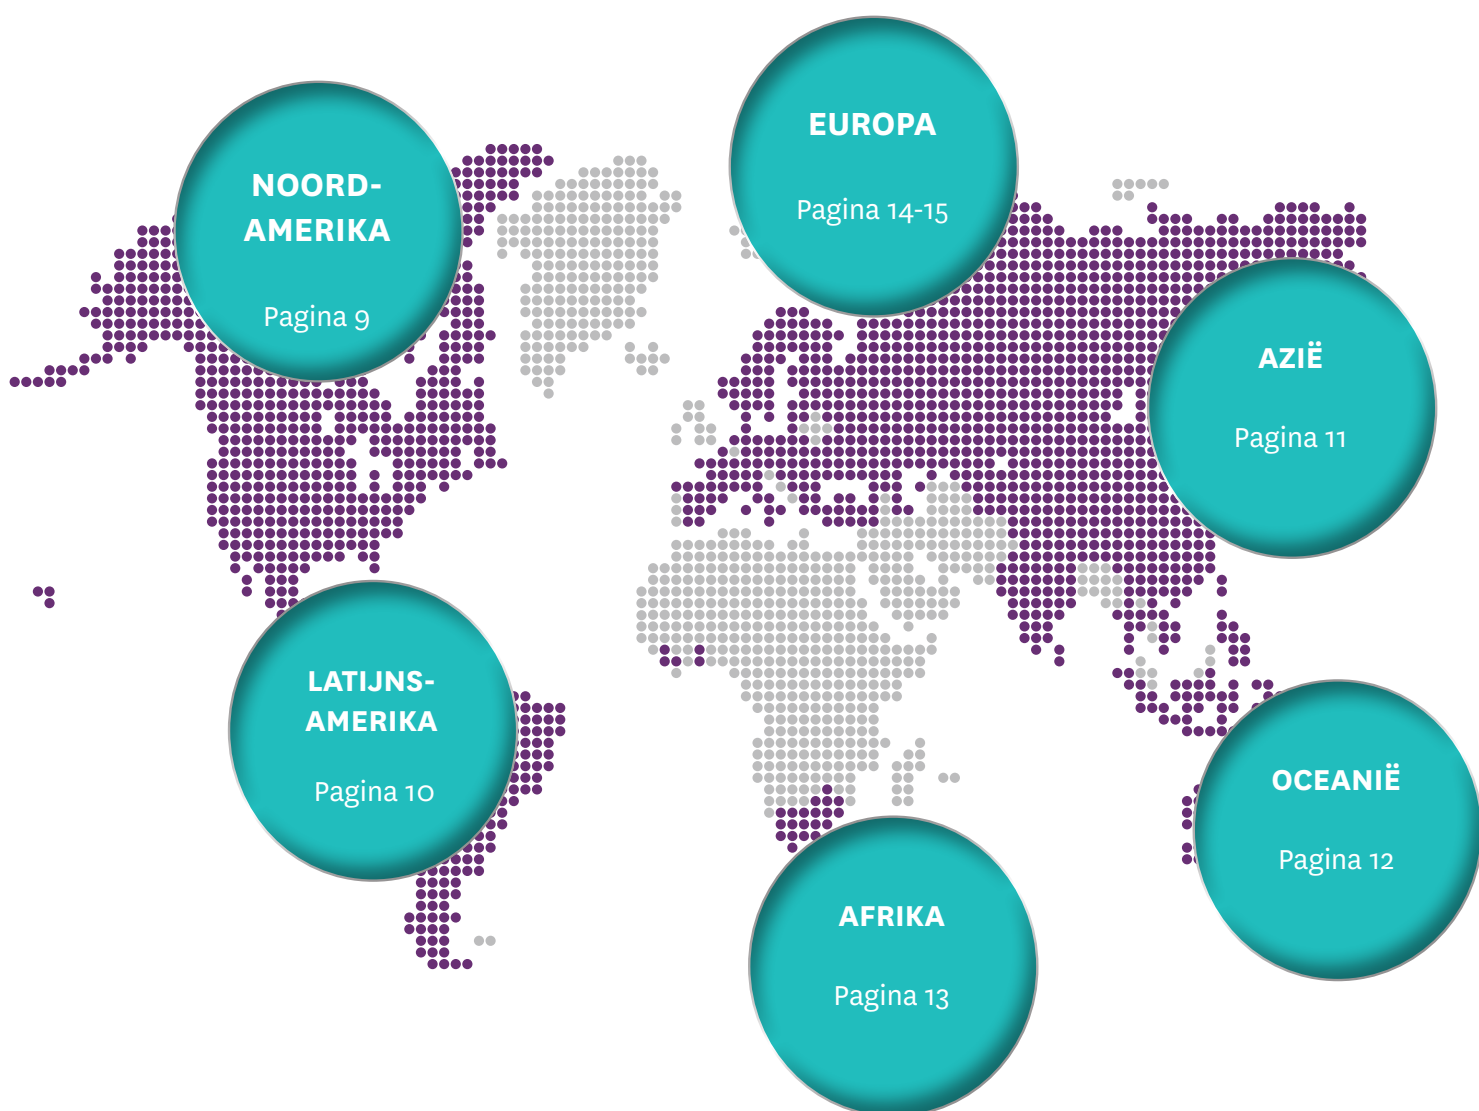 EUROPA
Pagina 14-15
NOORD-
AMERIKA
Pagina 9
AZIË
Pagina 11
LATIJNS-
AMERIKA
Pagina 10
OCEANIË
Pagina 12
AFRIKA
Pagina 13